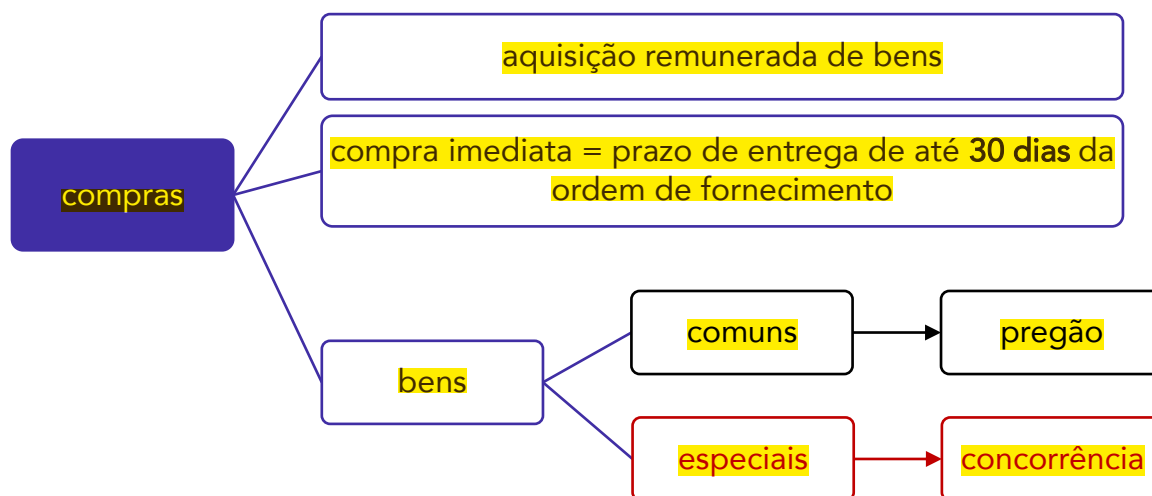 aquisição remunerada de bens
compra imediata = prazo de entrega de até 30 dias da
ordem de fornecimento
compras
comuns
pregão
bens
especiais
concorrência